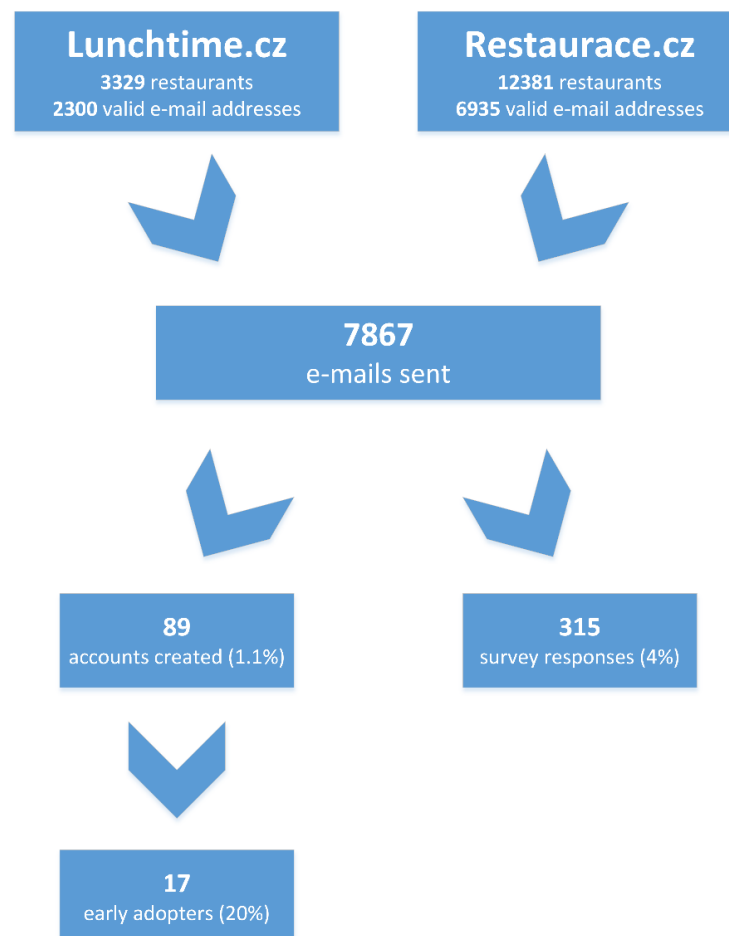 Lunchtime.cz
3329 restaurants
2300 valid e-mail addresses
Restaurace.cz
12381 restaurants
6935 valid e-mail addresses
7867
e-mails sent
89
accounts created (1.1%)
315
survey responses (4%)
17
early adopters (20%)